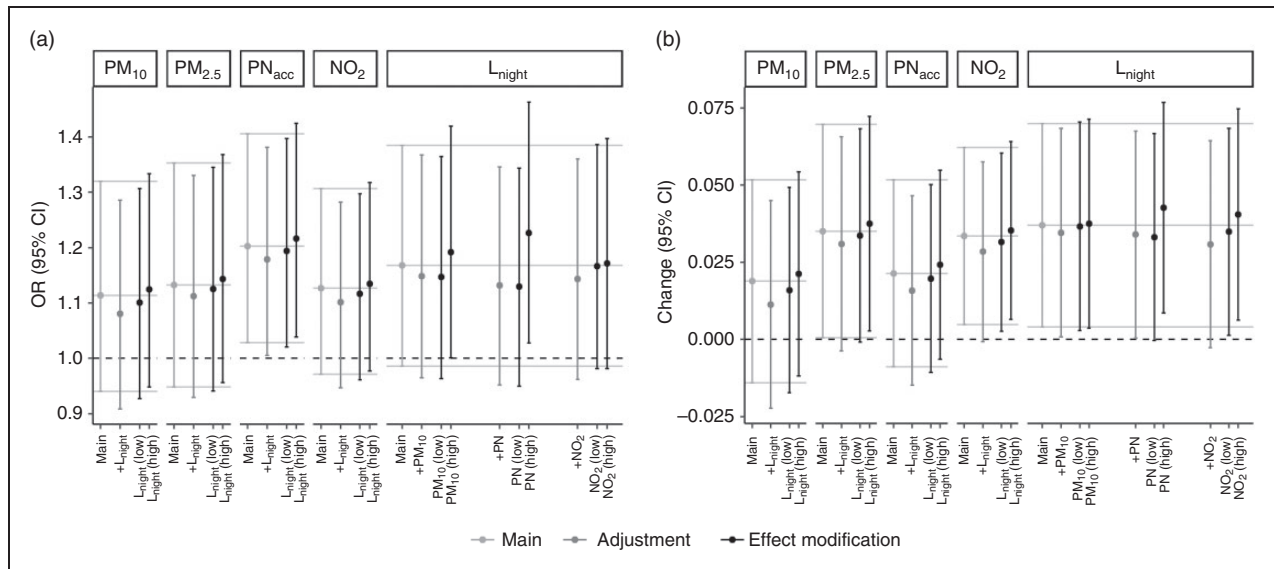 (a)
PM10 PM2.5 PNacc NO2 Lnight
OR (95% CI)
1.4
1.3
1.2
1.1
1.0
0.9
Main
+Lnight
Lnight (low)
Lnight (high)
Main
+Lnight
Lnight (low)
Lnight (high)
Main
+Lnight
Lnight (low)
Lnight (high)
Main
+Lnight
Lnight (low)
Lnight (high)
Main
+PM10
PM10 (low)
PM10 (high)
+PN
PN (low)
PN (high)
+NO2
NO2 (low)
NO2 (high)
(b)
PM10 PM2.5 PNacc NO2 Lnight
Change (95% CI)
0.075
0.050
0.025
0.000
−0.025
Main
+Lnight
Lnight (low)
Lnight (high)
Main
+Lnight
Lnight (low)
Lnight (high)
Main
+Lnight
Lnight (low)
Lnight (high)
Main
+Lnight
Lnight (low)
Lnight (high)
Main
+PM10
PM10 (low)
PM10 (high)
+PN
PN (low)
PN (high)
+NO2
NO2 (low)
NO2 (high)
Main Adjustment Effect modification